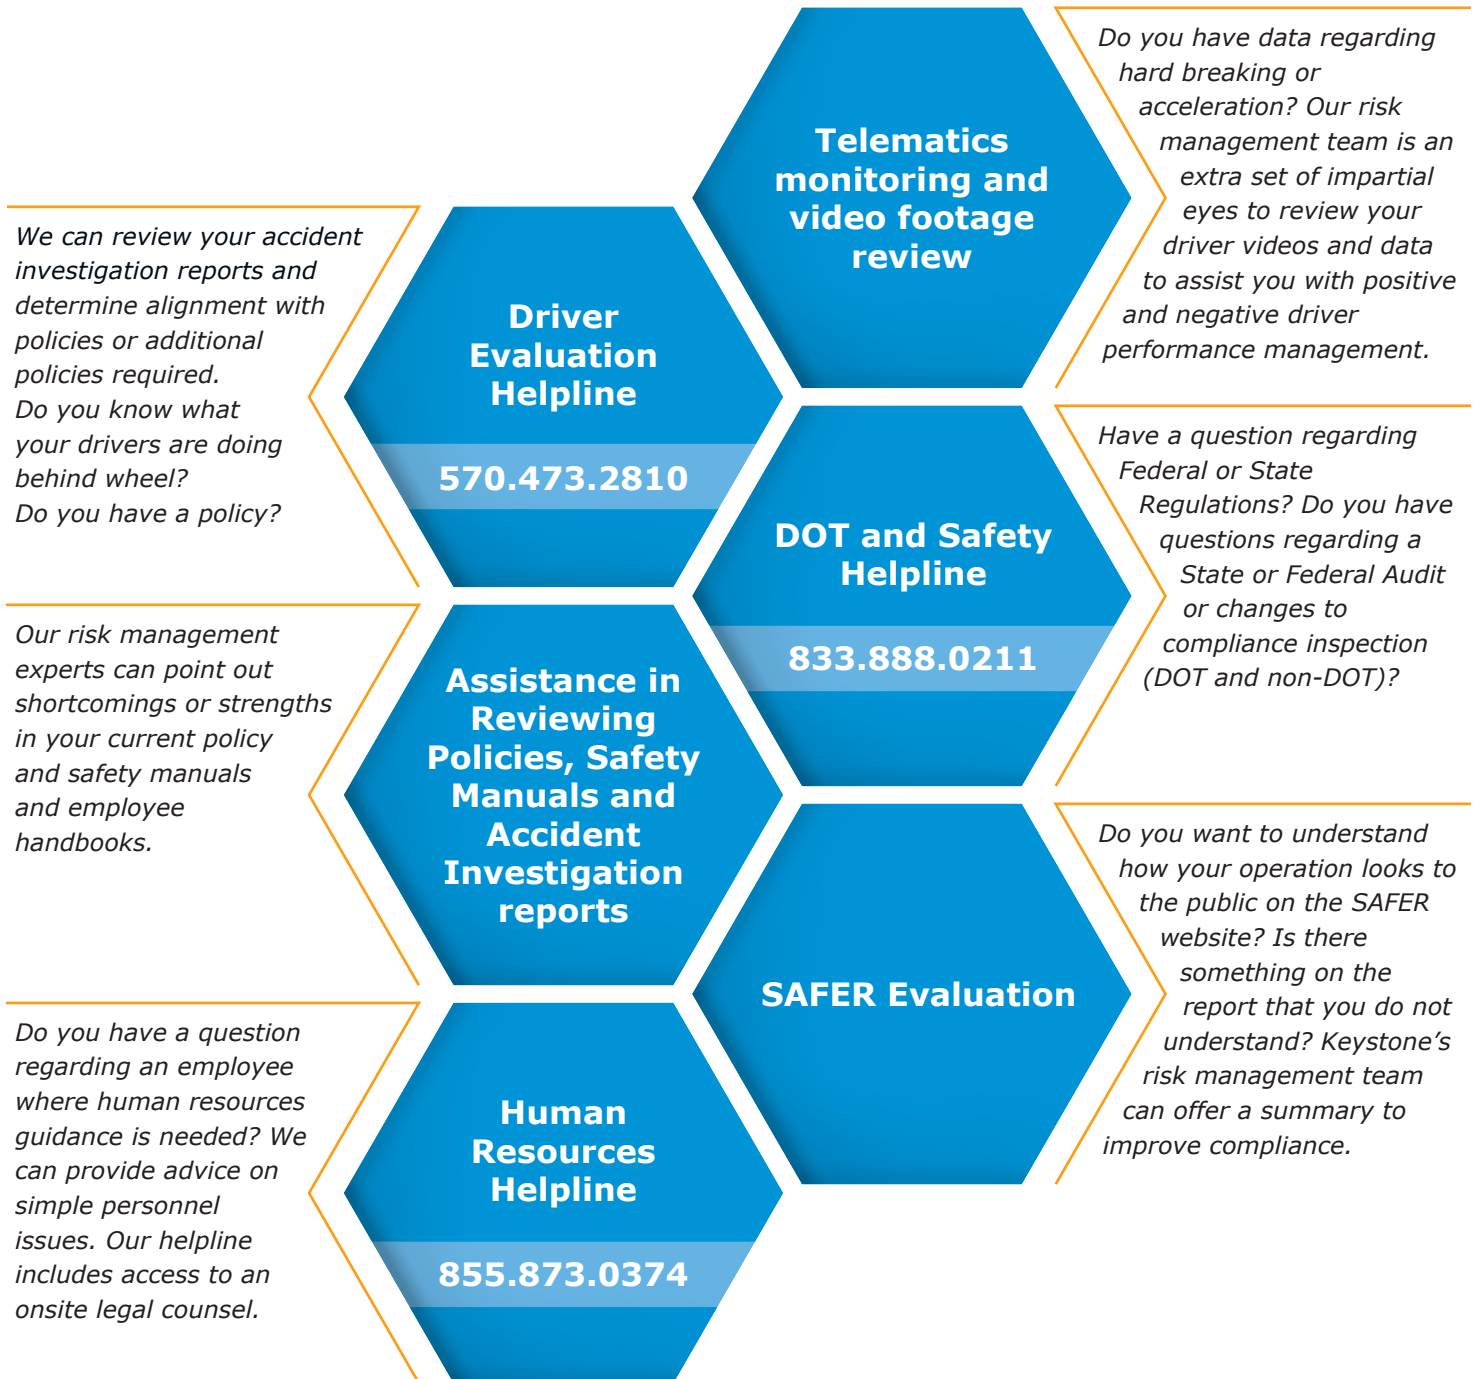 Telematics
monitoring and
video footage
review
Do you have data regarding
hard breaking or
acceleration? Our risk
management team is an
extra set of impartial
eyes to review your
driver videos and data
to assist you with positive
and negative driver
performance management.
We can review your accident
investigation reports and
determine alignment with
policies or additional
policies required.
Do you know what
your drivers are doing
behind wheel?
Do you have a policy?
Driver
Evaluation
Helpline
570.473.2810
DOT and Safety
Helpline
833.888.0211
Have a question regarding
Federal or State
Regulations? Do you have
questions regarding a
State or Federal Audit
or changes to
compliance inspection
(DOT and non-DOT)?
Our risk management
experts can point out
shortcomings or strengths
in your current policy
and safety manuals
and employee
handbooks.
Assistance in
Reviewing
Policies, Safety
Manuals and
Accident
Investigation
reports
SAFER Evaluation
Do you want to understand
how your operation looks to
the public on the SAFER
website? Is there
something on the
report that you do not
understand? Keystone’s
risk management team
can offer a summary to
improve compliance.
Do you have a question
regarding an employee
where human resources
guidance is needed? We
can provide advice on
simple personnel
issues. Our helpline
includes access to an
onsite legal counsel.
Human
Resources
Helpline
855.873.0374